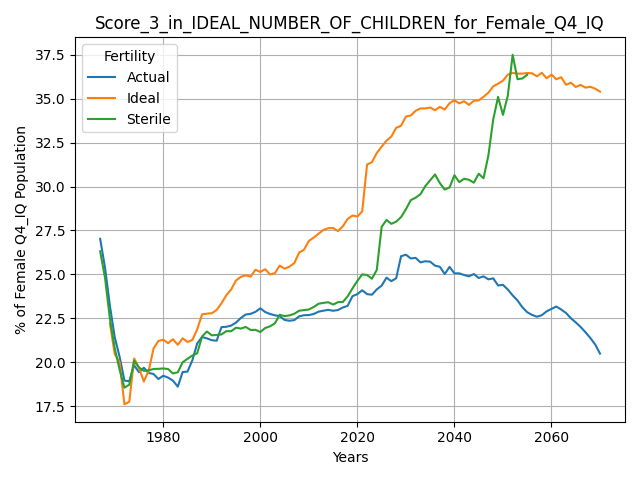 Score_3_in_IDEAL_NUMBER_OF_CHILDREN_for_Female_Q4_IQ
Fertility
Actual
Ideal
Sterile
% of Female Q4_IQ Population
37.5
35.0
32.5
30.0
27.5
25.0
22.5
20.0
17.5
1980
2000
2020
2040
2060
Years